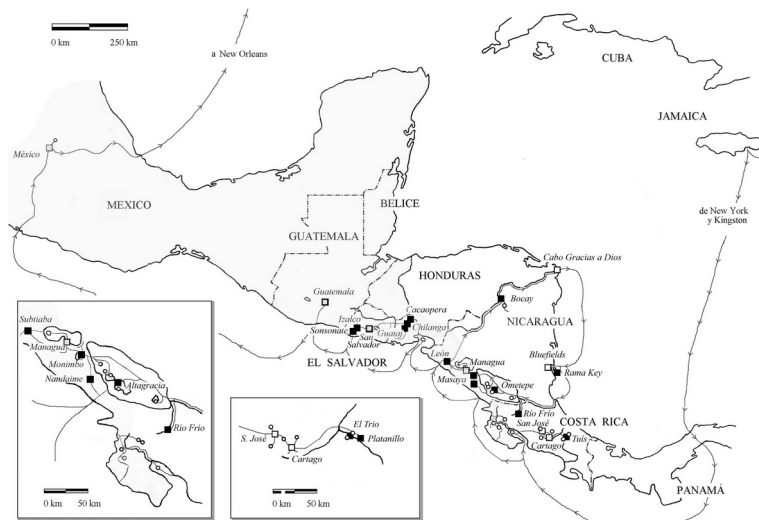 0 km 250 km
a New Orleans
CUBA
JAMAICA
México
MEXICO
BELICE
de New York
y Kingston
GUATEMALA
Cabo Gracias a Dios
HONDURAS
Guatemala
Bocay
Cacaopera
Izalco
Chilanga
NICARAGUA
Sonsonate
San
Salvador
Guataj
EL SALVADOR
León
Managua
Bluefields
Rama Key
Masaya
Ometepe
Río Frío
San José
COSTA RICA
Cartago
Tuis
PANAMÁ
Subtiaba
Managua
Monimbo
Nandaime
Altagracia
Río Frío
0 km 50 km
El Trio
S. José
Platanillo
Cartago
0 km 50 km